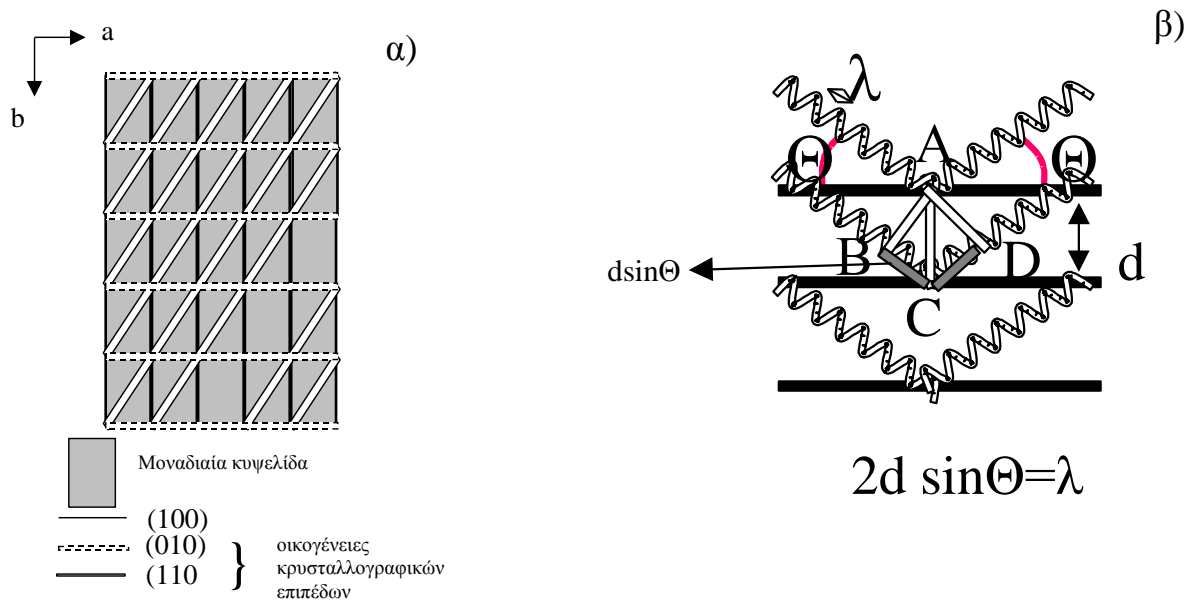 a
α)
b
Μοναδιαία κυψελίδα
(100)
(010)
(110
}
οικογένειες
κρυσταλλογραφικών
επιπέδων
β)
λ
Θ
A
Θ
B
D
d
dsinΘ
C
2d sinΘ=λ